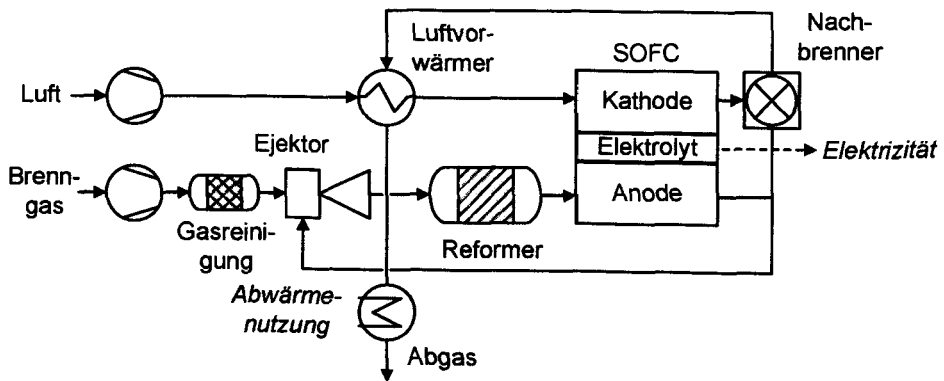 Luftvor-
wärmer
Nach-
brenner
SOFC
Luft
Kathode
Ejektor
Elektrolyt
Elektrizität
Brenn-
gas
Anode
Gasreini-
gung
Reformer
Abwärme-
nutzung
Abgas